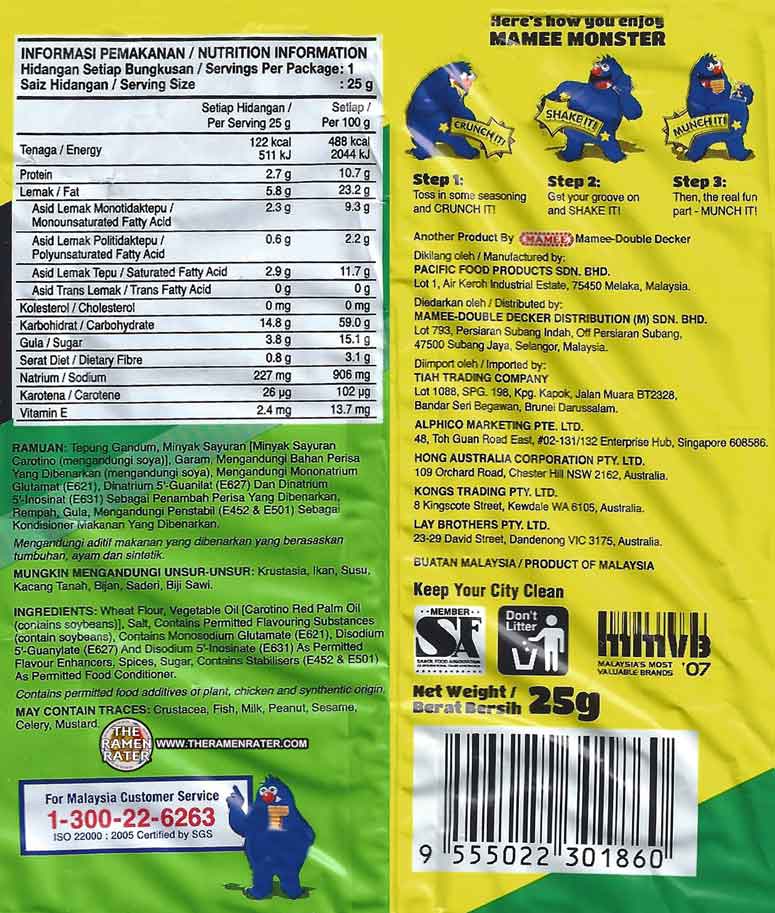 INFORMASI PEMAKANAN / NUTRITION INFORMATION
Hidangan Setiap Bungkusan / Servings Per Package: 1
Saiz Hidangan / Serving Size : 25 g
Setiap Hidangan / Setiap /
Per Serving 25 g Per 100 g
Tenaga / Energy 122 kcal 488 kcal
511 kJ 2044 kJ
Protein 2.7 g 10.7 g
Lemak / Fat 5.8 g 23.2 g
Asid Lemak Monotidaktepu / 2.3 g 9.3 g
Monounsaturated Fatty Acid
Asid Lemak Politidaktepu / 0.6 g 2.2 g
Polyunsaturated Fatty Acid
Asid Lemak Tepu / Saturated Fatty Acid 2.9 g 11.7 g
Asid Trans Lemak / Trans Fatty Acid 0 g 0 g
Kolesterol / Cholesterol 0 mg 0 mg
Karbohidrat / Carbohydrate 14.8 g 59.0 g
Gula / Sugar 3.8 g 15.1 g
Serat Diet / Dietary Fibre 0.8 g 3.1 g
Natrium / Sodium 227 mg 906 mg
Karotena / Carotene 26 µg 102 µg
Vitamin E 2.4 mg 13.7 mg
RAMUAN: Tepung Gandum, Minyak Sayuran [Minyak Sayuran
Carotino (mengandungi soya)], Garam, Mengandungi Bahan Perisa
Yang Dibenarkan (mengandungi soya), Mengandungi Mononatrium
Glutamat (E621), Dinatrium 5'-Guanilat (E627) Dan Dinatrium
5'-Inosinat (E631) Sebagai Penambah Perisa Yang Dibenarkan,
Rempah, Gula, Mengandungi Penstabil (E452 & E501) Sebagai
Kondisioner Makanan Yang Dibenarkan.
Mengandungi aditif makanan yang dibenarkan yang berasaskan
tumbuhan, ayam dan sintetik.
MUNGKIN MENGANDUNGI UNSUR-UNSUR: Krustasia, Ikan, Susu,
Kacang Tanah, Bijan, Saderi, Biji Sawi.
INGREDIENTS: Wheat Flour, Vegetable Oil [Carotino Red Palm Oil
(contains soybeans)], Salt, Contains Permitted Flavouring Substances
(contain soybeans), Contains Monosodium Glutamate (E621), Disodium
5'-Guanylate (E627) And Disodium 5'-Inosinate (E631) As Permitted
Flavour Enhancers, Spices, Sugar, Contains Stabilisers (E452 & E501)
As Permitted Food Conditioner.
Contains permitted food additives of plant, chicken and synthentic origin.
MAY CONTAIN TRACES: Crustacea, Fish, Milk, Peanut, Sesame,
Celery, Mustard.
THE
RAMEN
RATER
WWW.THERAMENRATER.COM
For Malaysia Customer Service
1-300-22-6263
ISO 22000 : 2005 Certified by SGS
Here's how you enjoy
MAMEE MONSTER
CRUNCH IT!
SHAKE IT!
MUNCH IT!
Step 1:
Toss in some seasoning
and CRUNCH IT!
Step 2:
Get your groove on
and SHAKE IT!
Step 3:
Then, the real fun
part - MUNCH IT!
Another Product By MAMEE Mamee-Double Decker
Dikilang oleh / Manufactured by:
PACIFIC FOOD PRODUCTS SDN. BHD.
Lot 1, Air Keroh Industrial Estate, 75450 Melaka, Malaysia.
Diedarkan oleh / Distributed by:
MAMEE-DOUBLE DECKER DISTRIBUTION (M) SDN. BHD.
Lot 793, Persiaran Subang Indah, Off Persiaran Subang,
47500 Subang Jaya, Selangor, Malaysia.
Diimport oleh / Imported by:
TIAH TRADING COMPANY
Lot 1088, SPG. 198, Kpg. Kapok, Jalan Muara BT2328,
Bandar Seri Begawan, Brunei Darussalam.
ALPHICO MARKETING PTE. LTD.
48, Toh Guan Road East, #02-131/132 Enterprise Hub, Singapore 608586.
HONG AUSTRALIA CORPORATION PTY. LTD.
109 Orchard Road, Chester Hill NSW 2162, Australia.
KONGS TRADING PTY. LTD.
8 Kingscote Street, Kewdale WA 6105, Australia.
LAY BROTHERS PTY. LTD.
23-29 David Street, Dandenong VIC 3175, Australia.
BUATAN MALAYSIA / PRODUCT OF MALAYSIA
Keep Your City Clean
MEMBER
SFA
SNACK FOOD ASSOCIATION
Don't
Litter
mmvb
MALAYSIA'S MOST
VALUABLE BRANDS '07
Net Weight /
Berat Bersih 25g
9 555022 301860